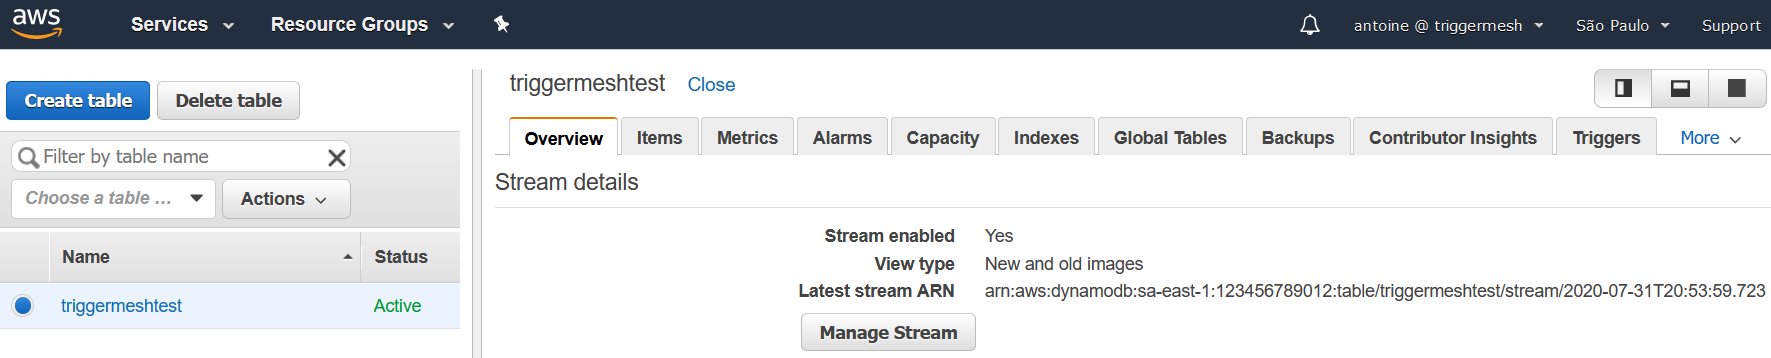 aws Services Resource Groups antoine @ triggermesh São Paulo Support
Create table Delete table
Filter by table name
Choose a table ... Actions
Name Status
triggermeshtest Active
triggermeshtest Close
Overview Items Metrics Alarms Capacity Indexes Global Tables Backups Contributor Insights Triggers More
Stream details
Stream enabled Yes
View type New and old images
Latest stream ARN arn:aws:dynamodb:sa-east-1:123456789012:table/triggermeshtest/stream/2020-07-31T20:53:59.723
Manage Stream